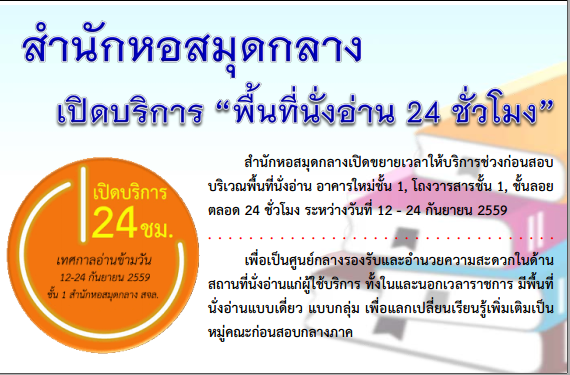 สำนักหอสมุดกลาง
เปิดบริการ “พื้นที่นั่งอ่าน 24 ชั่วโมง”
เปิดบริการ
24 ชม.
เทศกาลอ่านข้ามวัน
12-24 กันยายน 2559
ชั้น 1 สำนักหอสมุดกลาง สจล.
สำนักหอสมุดกลางเปิดขยายเวลาให้บริการช่วงก่อนสอบ
บริเวณพื้นที่นั่งอ่าน อาคารใหม่ชั้น 1, โถงวารสารชั้น 1, ชั้นลอย
ตลอด 24 ชั่วโมง ระหว่างวันที่ 12 - 24 กันยายน 2559
เพื่อเป็นศูนย์กลางรองรับและอำนวยความสะดวกในด้าน
สถานที่นั่งอ่านแก่ผู้ใช้บริการ ทั้งในและนอกเวลาราชการ มีพื้นที่
นั่งอ่านแบบเดี่ยว แบบกลุ่ม เพื่อแลกเปลี่ยนเรียนรู้เพิ่มเติมเป็น
หมู่คณะก่อนสอบกลางภาค